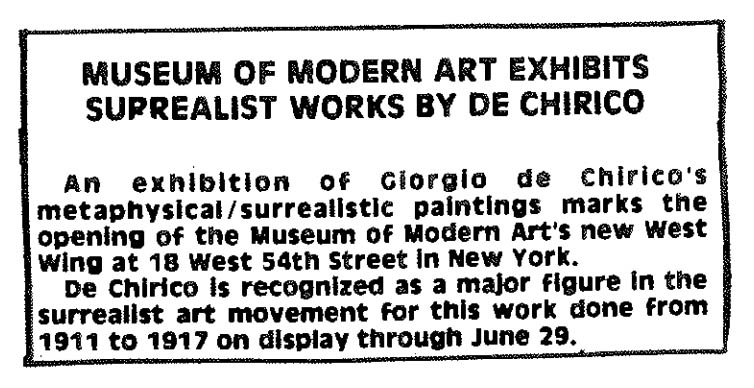 MUSEUM OF MODERN ART EXHIBITS
SURREALIST WORKS BY DE CHIRICO
An exhibition of Giorgio de Chirico's
metaphysical/surrealistic paintings marks the
opening of the Museum of Modern Art's new West
Wing at 18 West 54th Street in New York.
De Chirico is recognized as a major figure in the
surrealist art movement for this work done from
1911 to 1917 on display through June 29.